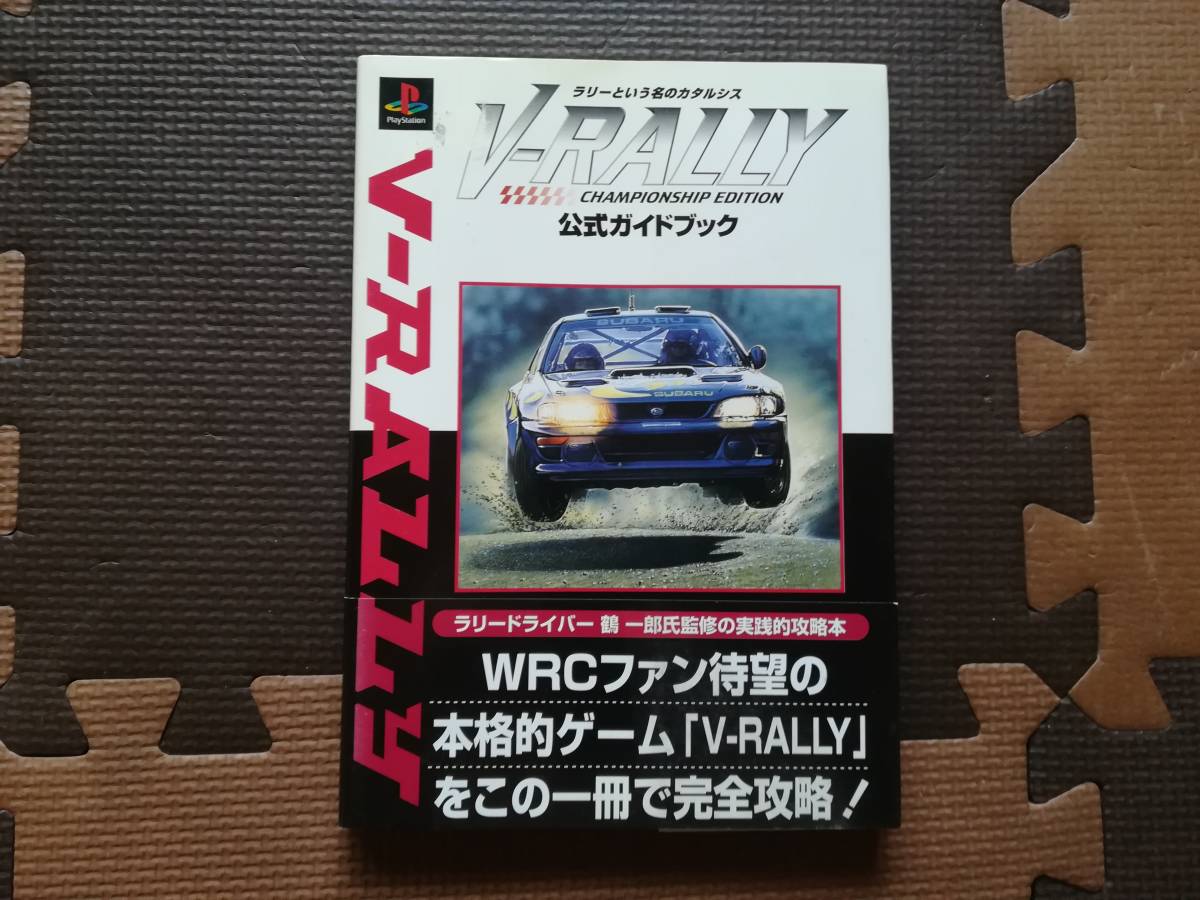 PlayStation
V-RALLY
ラリーという名のカタルシス
V-RALLY
CHAMPIONSHIP EDITION
公式ガイドブック
SUBARU
SUBARU
ラリードライバー 鶴 一郎氏監修の実践的攻略本
WRCファン待望の
本格的ゲーム「V-RALLY」
をこの一冊で完全攻略!